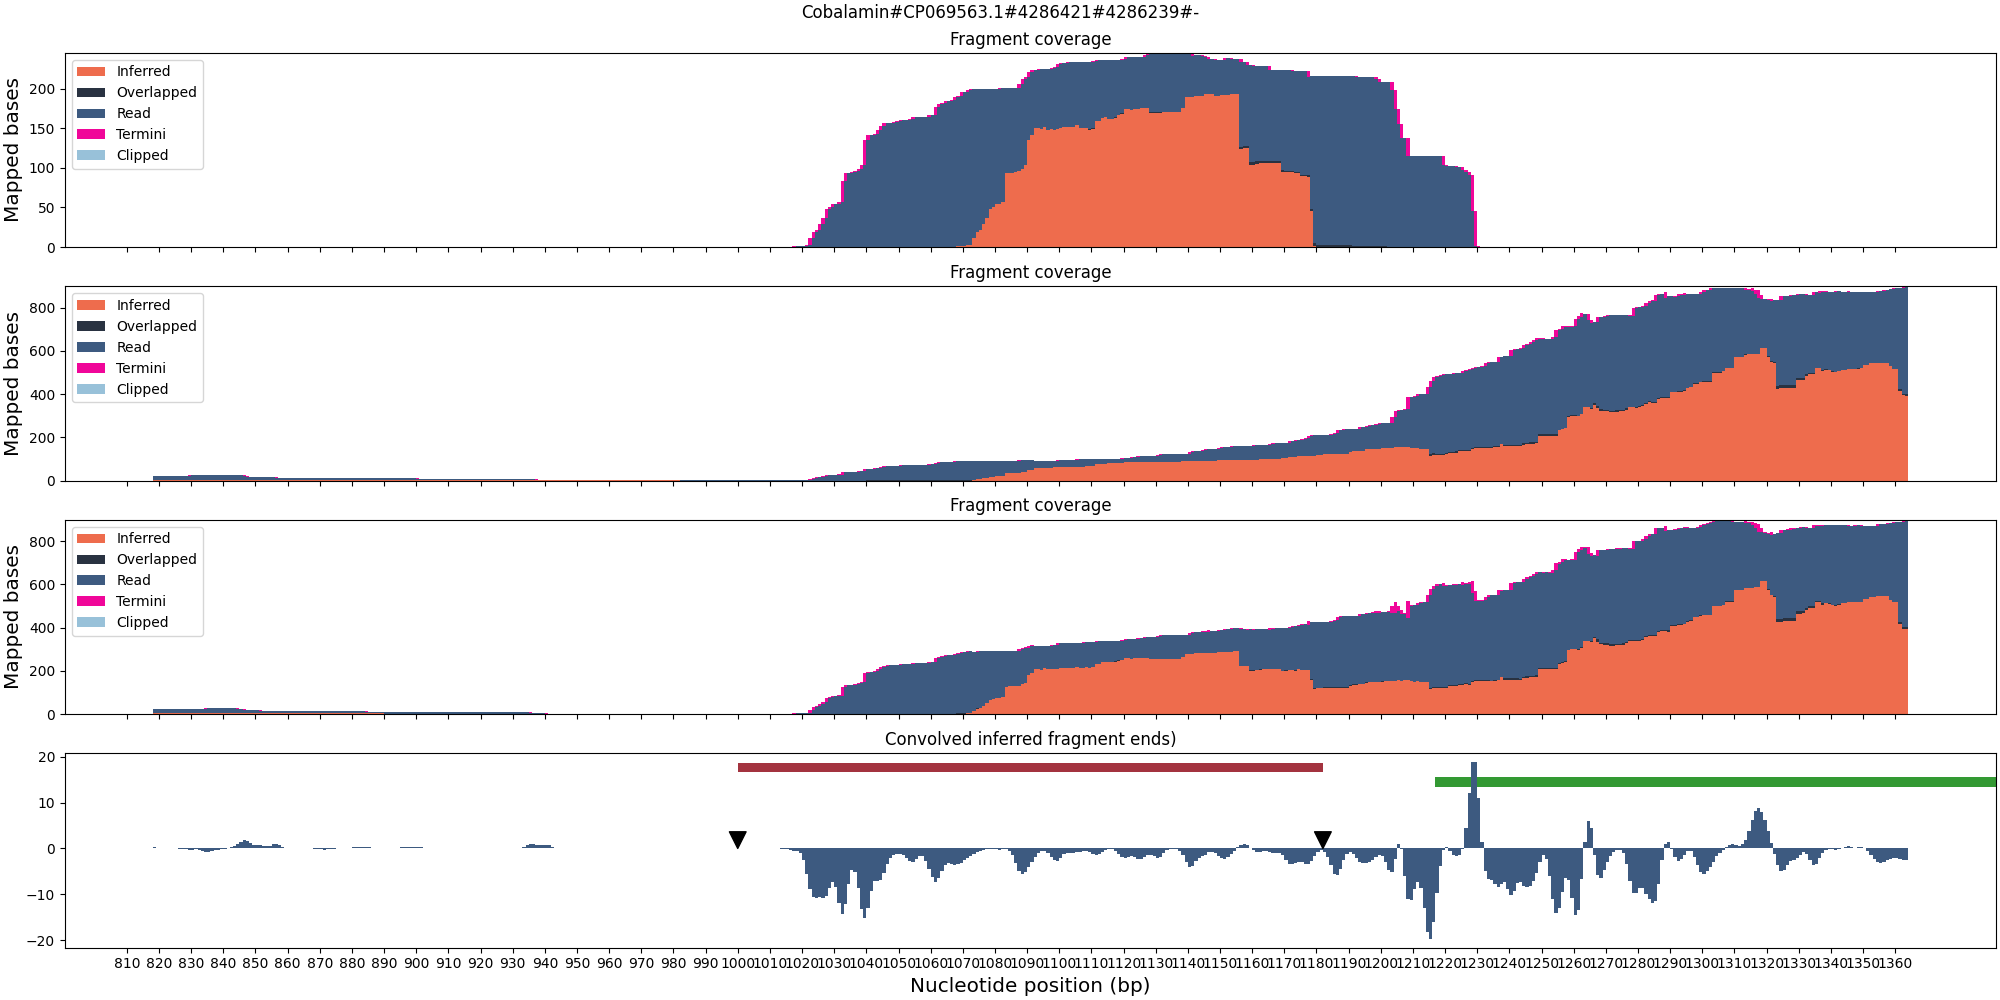 Cobalamin#CP069563.1#4286421#4286239#-
Fragment coverage
Mapped bases
200
150
100
50
0
Inferred
Overlapped
Read
Termini
Clipped
Fragment coverage
Mapped bases
800
600
400
200
0
Inferred
Overlapped
Read
Termini
Clipped
Fragment coverage
Mapped bases
800
600
400
200
0
Inferred
Overlapped
Read
Termini
Clipped
Convolved inferred fragment ends)
20
10
0
−10
−20
810 820 830 840 850 860 870 880 890 900 910 920 930 940 950 960 970 980 990 1000 1010 1020 1030 1040 1050 1060 1070 1080 1090 1100 1110 1120 1130 1140 1150 1160 1170 1180 1190 1200 1210 1220 1230 1240 1250 1260 1270 1280 1290 1300 1310 1320 1330 1340 1350 1360
Nucleotide position (bp)